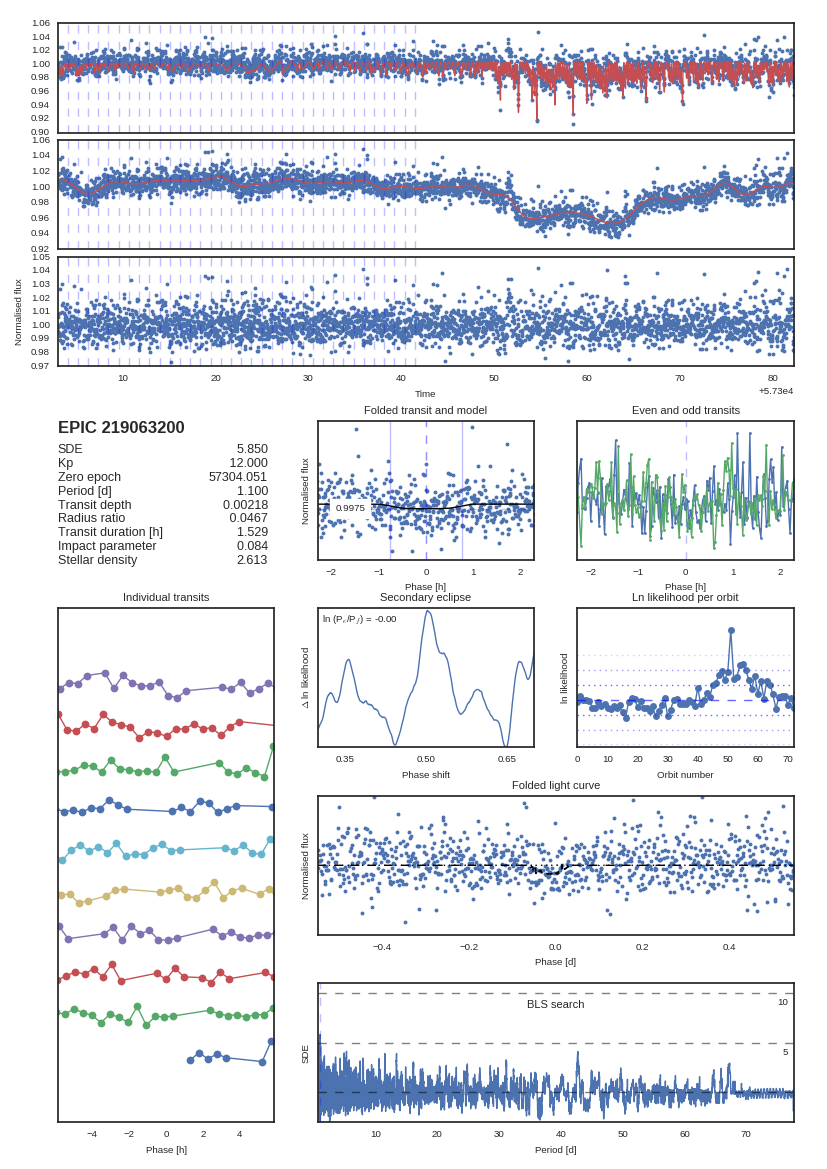 1.06
1.04
1.02
1.00
0.98
0.96
0.94
0.92
0.90
1.06
1.04
1.02
1.00
0.98
0.96
0.94
0.92
1.05
1.04
1.03
1.02
1.01
1.00
0.99
0.98
0.97
Normalised flux
10 20 30 40 50 60 70 80
Time
+5.73e4
EPIC 219063200
SDE 5.850
Kp 12.000
Zero epoch 57304.051
Period [d] 1.100
Transit depth 0.00218
Radius ratio 0.0467
Transit duration [h] 1.529
Impact parameter 0.084
Stellar density 2.613
Folded transit and model
Normalised flux
0.9975
−2 −1 0 1 2
Phase [h]
Even and odd transits
−2 −1 0 1 2
Phase [h]
Individual transits
−4 −2 0 2 4
Phase [h]
Secondary eclipse
ln (Pₑ/P𝑓) = -0.00
Δ ln likelihood
0.35 0.50 0.65
Phase shift
Ln likelihood per orbit
ln likelihood
0 10 20 30 40 50 60 70
Orbit number
Folded light curve
Normalised flux
−0.4 −0.2 0.0 0.2 0.4
Phase [d]
BLS search
10
5
SDE
10 20 30 40 50 60 70
Period [d]